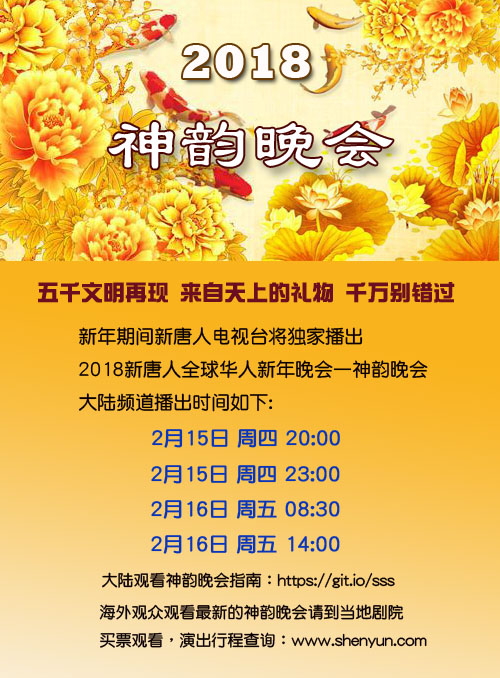 2018
神韵晚会
五千文明再现 来自天上的礼物 千万别错过
新年期间新唐人电视台将独家播出
2018新唐人全球华人新年晚会—神韵晚会
大陆频道播出时间如下:
2月15日 周四 20:00
2月15日 周四 23:00
2月16日 周五 08:30
2月16日 周五 14:00
大陆观看神韵晚会指南：https://git.io/sss
海外观众观看最新的神韵晚会请到当地剧院
买票观看，演出行程查询：www.shenyun.com